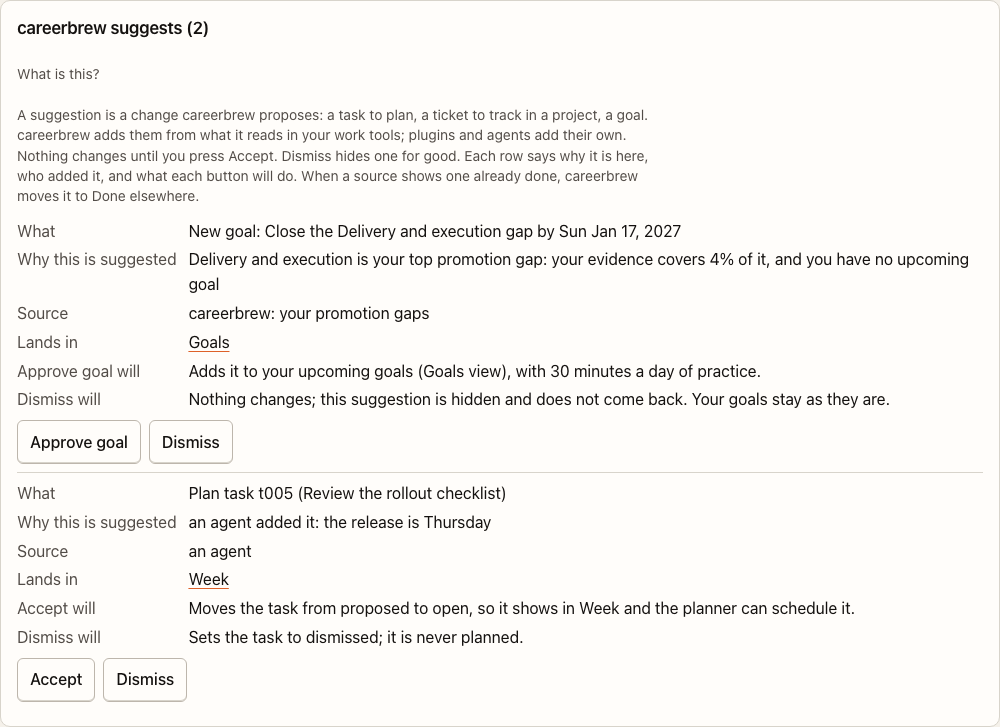 careerbrew suggests (2)
What is this?
A suggestion is a change careerbrew proposes: a task to plan, a ticket to track in a project, a goal.
careerbrew adds them from what it reads in your work tools; plugins and agents add their own.
Nothing changes until you press Accept. Dismiss hides one for good. Each row says why it is here,
who added it, and what each button will do. When a source shows one already done, careerbrew
moves it to Done elsewhere.
What New goal: Close the Delivery and execution gap by Sun Jan 17, 2027
Why this is suggested Delivery and execution is your top promotion gap: your evidence covers 4% of it, and you have no upcoming
goal
Source careerbrew: your promotion gaps
Lands in Goals
Approve goal will Adds it to your upcoming goals (Goals view), with 30 minutes a day of practice.
Dismiss will Nothing changes; this suggestion is hidden and does not come back. Your goals stay as they are.
Approve goal Dismiss
What Plan task t005 (Review the rollout checklist)
Why this is suggested an agent added it: the release is Thursday
Source an agent
Lands in Week
Accept will Moves the task from proposed to open, so it shows in Week and the planner can schedule it.
Dismiss will Sets the task to dismissed; it is never planned.
Accept Dismiss